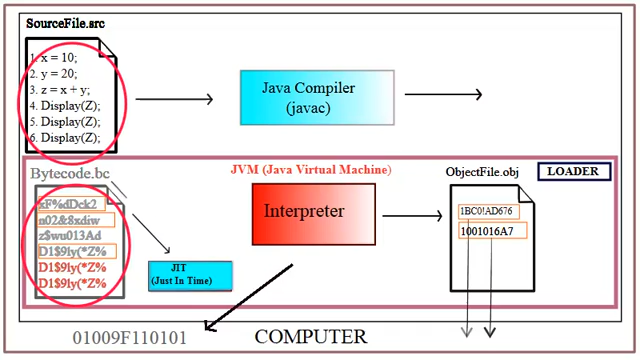 SourceFile.src
1. x = 10;
2. y = 20;
3. z = x + y;
4. Display(Z);
5. Display(Z);
6. Display(Z);
Java Compiler
(javac)
Bytecode.bc
xF%dDck2
n02&8xdiw
z$wu013Ad
D1$9ly(*Z%
D1$9ly(*Z%
D1$9ly(*Z%
JIT
(Just In Time)
JVM (Java Virtual Machine)
Interpreter
ObjectFile.obj
1BC0!AD676
1001016A7
LOADER
01009F110101
COMPUTER